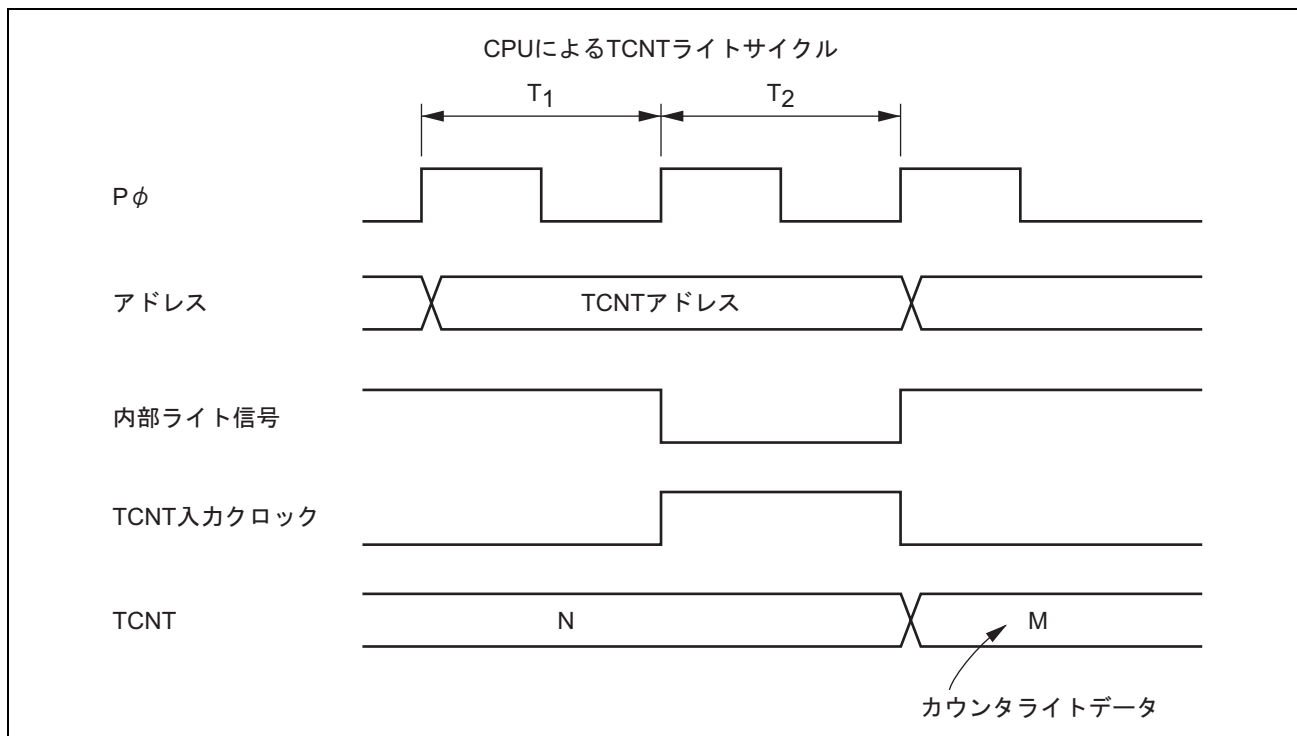 CPUによるTCNTライトサイクル
T1 T2
Pφ
アドレス TCNTアドレス
内部ライト信号
TCNT入力クロック
TCNT N M
カウンタライトデータ